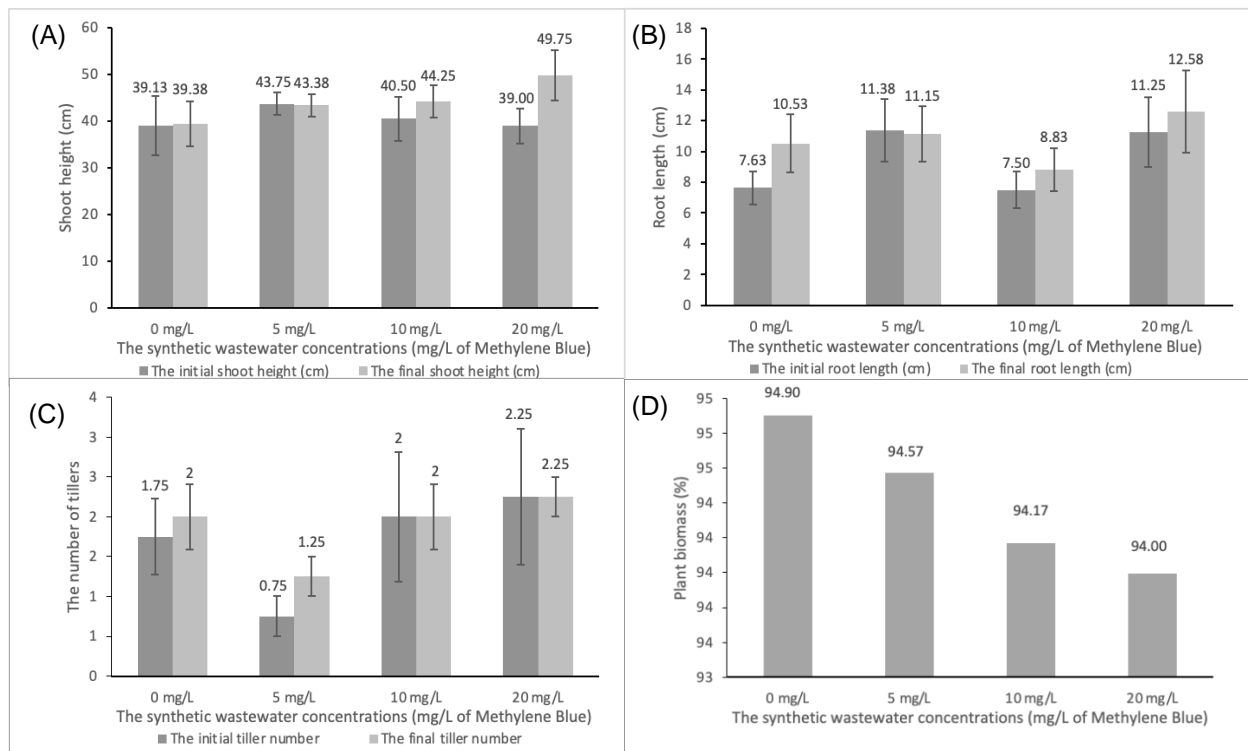 (A)
Shoot height (cm)
60
50
40
30
20
10
0
39.13 39.38
43.75 43.38
40.50 44.25
39.00 49.75
0 mg/L 5 mg/L 10 mg/L 20 mg/L
The synthetic wastewater concentrations (mg/L of Methylene Blue)
The initial shoot height (cm) The final shoot height (cm)
(B)
Root length (cm)
18
16
14
12
10
8
6
4
2
0
7.63 10.53
11.38 11.15
7.50 8.83
11.25 12.58
0 mg/L 5 mg/L 10 mg/L 20 mg/L
The synthetic wastewater concentrations (mg/L of Methylene Blue)
The initial root length (cm) The final root length (cm)
(C)
The number of tillers
4
3
3
2
2
1
1
0
1.75 2
0.75 1.25
2 2
2.25 2.25
0 mg/L 5 mg/L 10 mg/L 20 mg/L
The synthetic wastewater concentrations (mg/L of Methylene Blue)
The initial tiller number The final tiller number
(D)
Plant biomass (%)
95
95
95
94
94
94
94
94
93
94.90
94.57
94.17
94.00
0 mg/L 5 mg/L 10 mg/L 20 mg/L
The synthetic wastewater concentrations (mg/L of Methylene Blue)